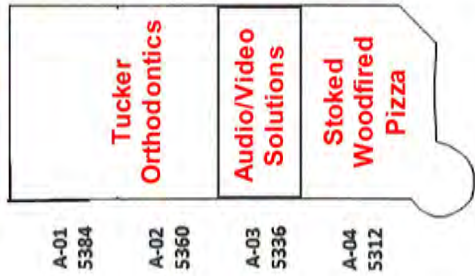 A-01
5384
Tucker
Orthodontics
A-02
5360
Audio/Video
Solutions
A-03
5336
Stoked
Woodfired
Pizza
A-04
5312